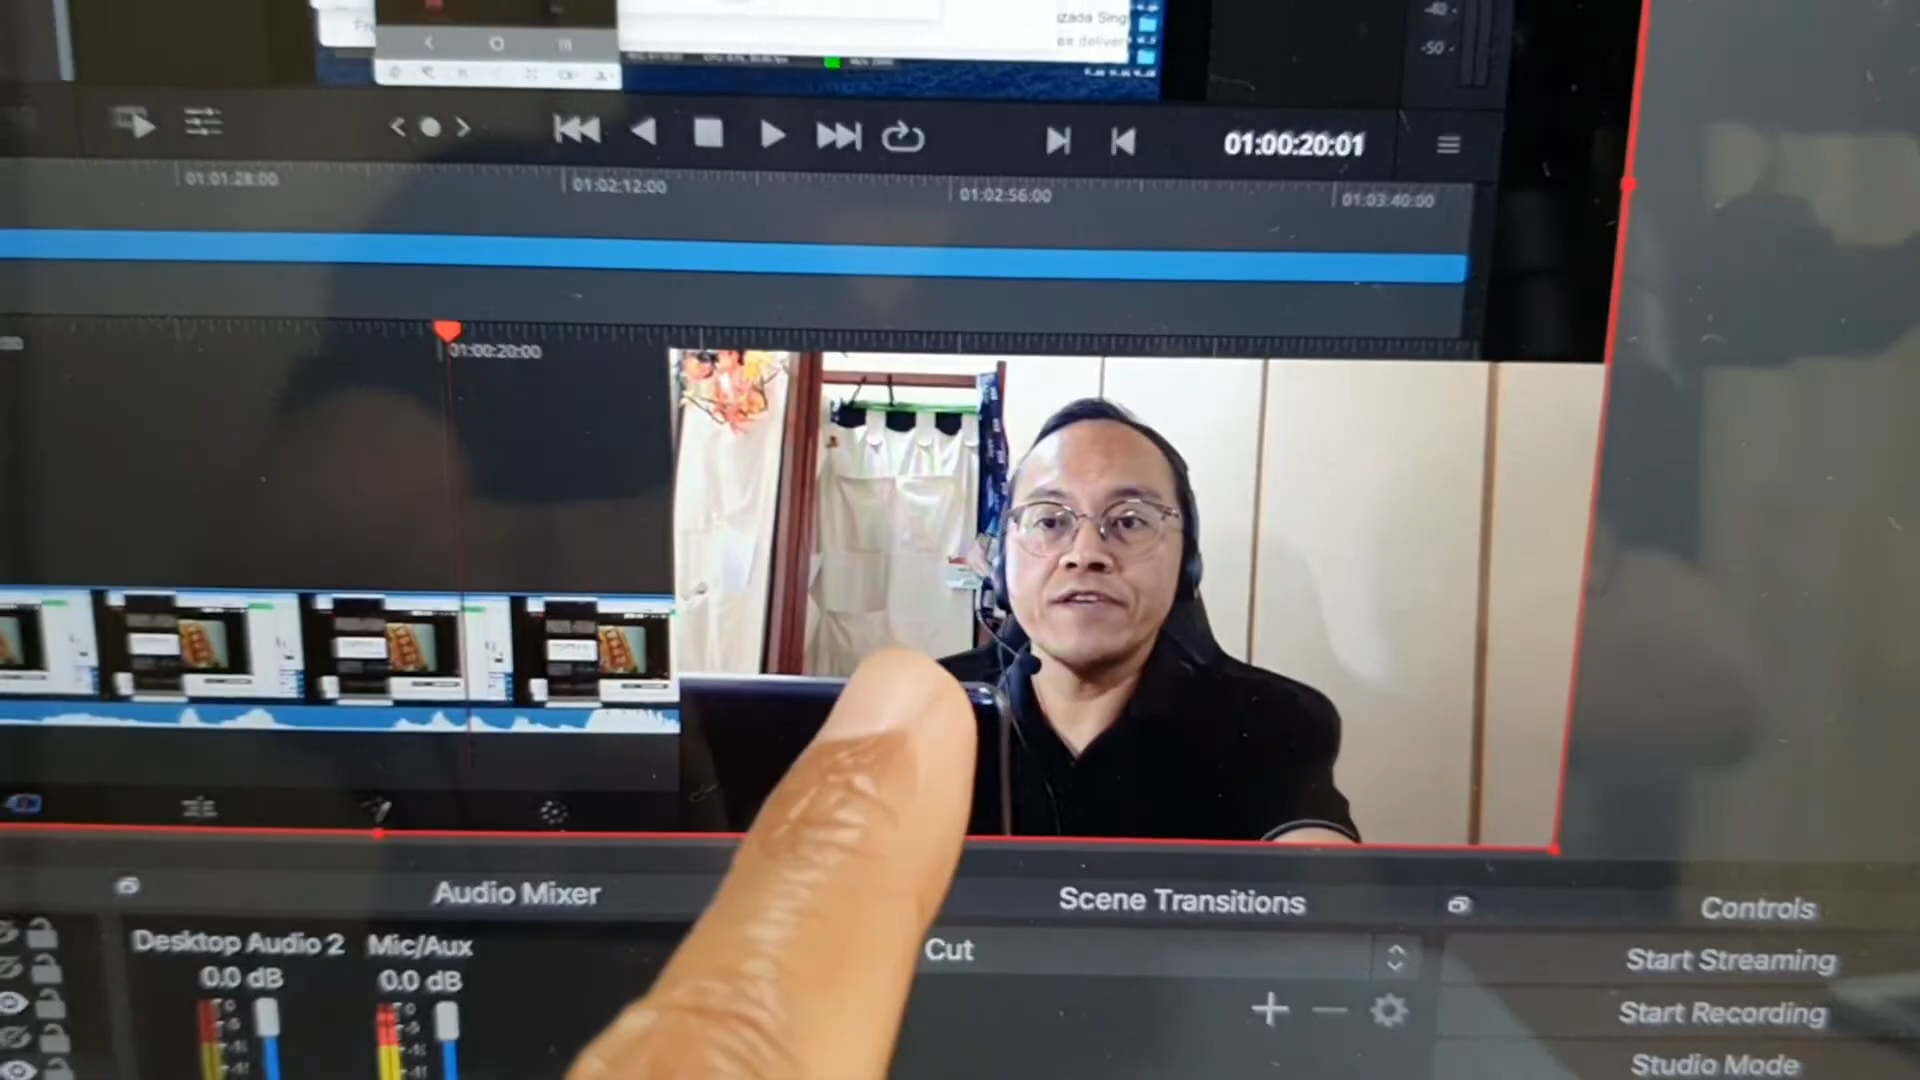 -40
-50
01:00:20:01
01:01:28:00
01:02:12:00
01:02:56:00
01:03:40:00
01:00:20:00
Audio Mixer
Scene Transitions
Controls
Desktop Audio 2
Mic/Aux
Cut
Start Streaming
0.0 dB
0.0 dB
Start Recording
Studio Mode